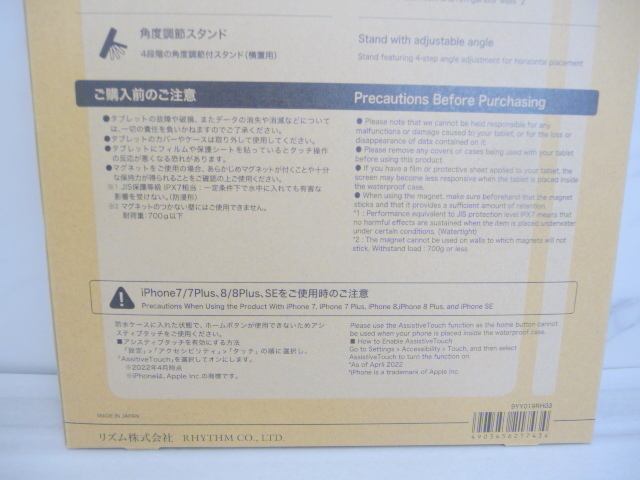 角度調節スタンド
4段階の角度調節付スタンド(横置用)
Stand with adjustable angle
Stand featuring 4-step angle adjustment for horizontal placement
ご購入前のご注意
●タブレットの故障や破損、またデータの消失や消滅などについて
は、一切の責任を負いかねますのでご了承ください。
●タブレットのカバーやケースは取り外して使用してください。
●タブレットにフィルムや保護シートを貼っているとタッチ操作
の反応が悪くなる恐れがあります。
●マグネットをご使用の場合、あらかじめマグネットが付くことや十分
な保持力が得られることをご確認の上ご使用ください。
※1 JIS保護等級 IPX7相当:一定条件下で水中に入れても有害な
影響を受けない。(防浸形)
※2 マグネットのつかない壁にはご使用できません。
耐荷重:700g以下
Precautions Before Purchasing
● Please note that we cannot be held responsible for any
malfunctions or damage caused to your tablet, or for the loss or
disappearance of data contained on it.
● Please remove any covers or cases being used with your tablet
before using this product.
● If you have a film or protective sheet applied to your tablet, the
screen may become less responsive when the tablet is placed inside
the waterproof case.
● When using the magnet, make sure beforehand that the magnet
sticks and that it provides a sufficient amount of retention.
*1 : Performance equivalent to JIS protection level IPX7 means that
no harmful effects are sustained when the item is placed underwater
under certain conditions. (Watertight)
*2 : The magnet cannot be used on walls to which magnets will not
stick. Withstand load : 700g or less
iPhone7/7Plus、8/8Plus、SEをご使用時のご注意
Precautions When Using the Product With iPhone 7, iPhone 7 Plus, iPhone 8,iPhone 8 Plus, and iPhone SE
防水ケースに入れた状態で、ホームボタンが使用できないためアシ
スティブタッチをご使用ください。
■アシスティブタッチを有効にする方法
「設定」>「アクセシビリティ」>「タッチ」の順に選択し、
「AssistiveTouch」を選択してオンにします。
※2022年4月時点
※iPhoneは、Apple Inc.の商標です。
Please use the AssistiveTouch function as the home button cannot
be used when your phone is placed inside the waterproof case.
■ How to Enable AssistiveTouch
Go to Settings > Accessibility > Touch, and then select
AssistiveTouch to turn the function on.
*As of April 2022
*iPhone is a trademark of Apple Inc.
9YY019RH03
MADE IN JAPAN
リズム株式会社 RHYTHM CO., LTD.
4903456257434